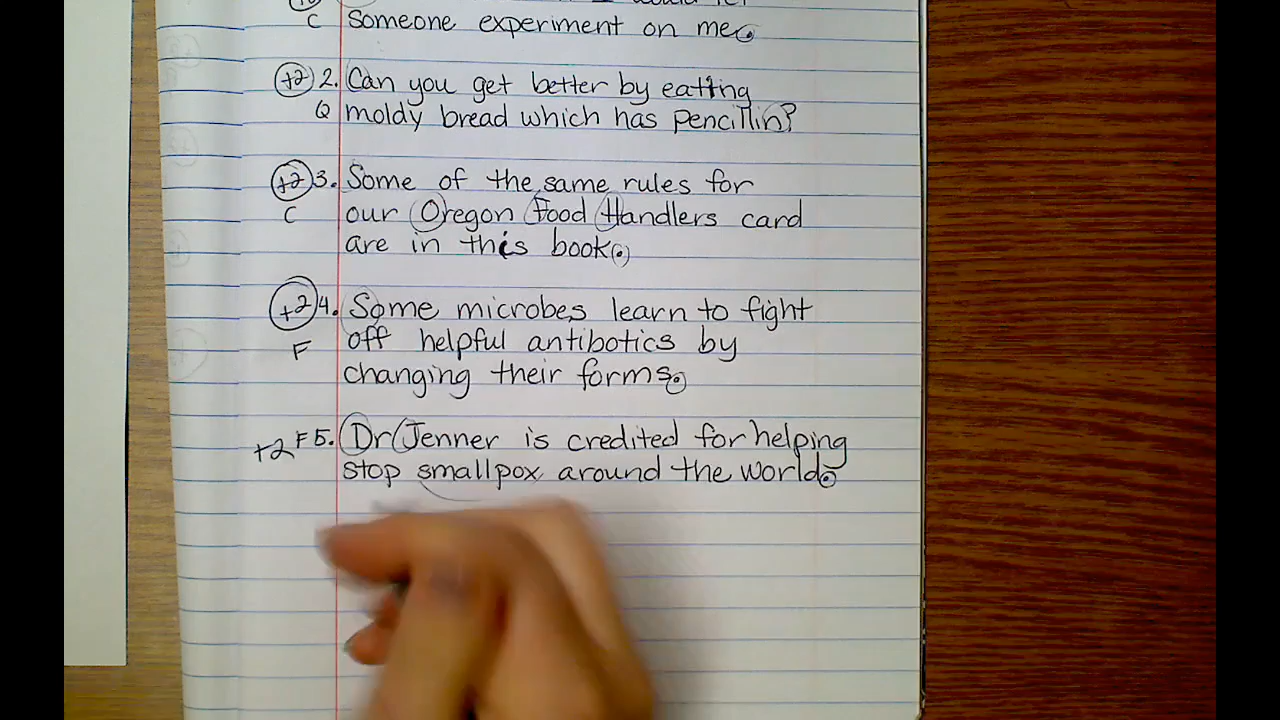 C someone experiment on me.
+2 2. Can you get better by eatting
Q moldy bread which has pencillin?
+2 3. Some of the same rules for
C our Oregon Food Handlers card
are in this book.
+2 4. Some microbes learn to fight
F off helpful antibotics by
changing their forms.
+2 F 5. Dr Jenner is credited for helping
stop smallpox around the world.